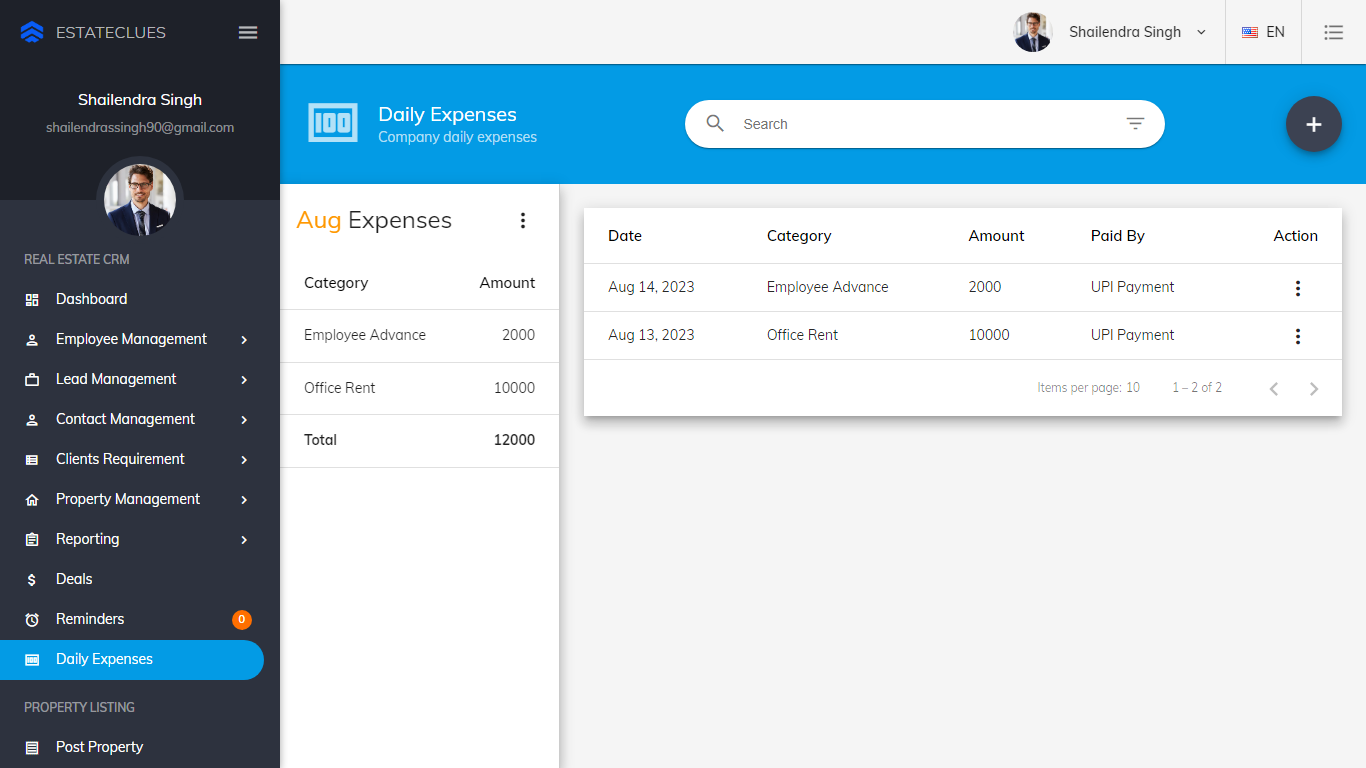 ESTATECLUES
Shailendra Singh
shailendrassingh90@gmail.com
REAL ESTATE CRM
Dashboard
Employee Management
Lead Management
Contact Management
Clients Requirement
Property Management
Reporting
Deals
Reminders 0
Daily Expenses
PROPERTY LISTING
Post Property
Shailendra Singh EN
100 Daily Expenses
Company daily expenses
Search
+
Aug Expenses
Category Amount
Employee Advance 2000
Office Rent 10000
Total 12000
Date Category Amount Paid By Action
Aug 14, 2023 Employee Advance 2000 UPI Payment
Aug 13, 2023 Office Rent 10000 UPI Payment
Items per page: 10 1 – 2 of 2